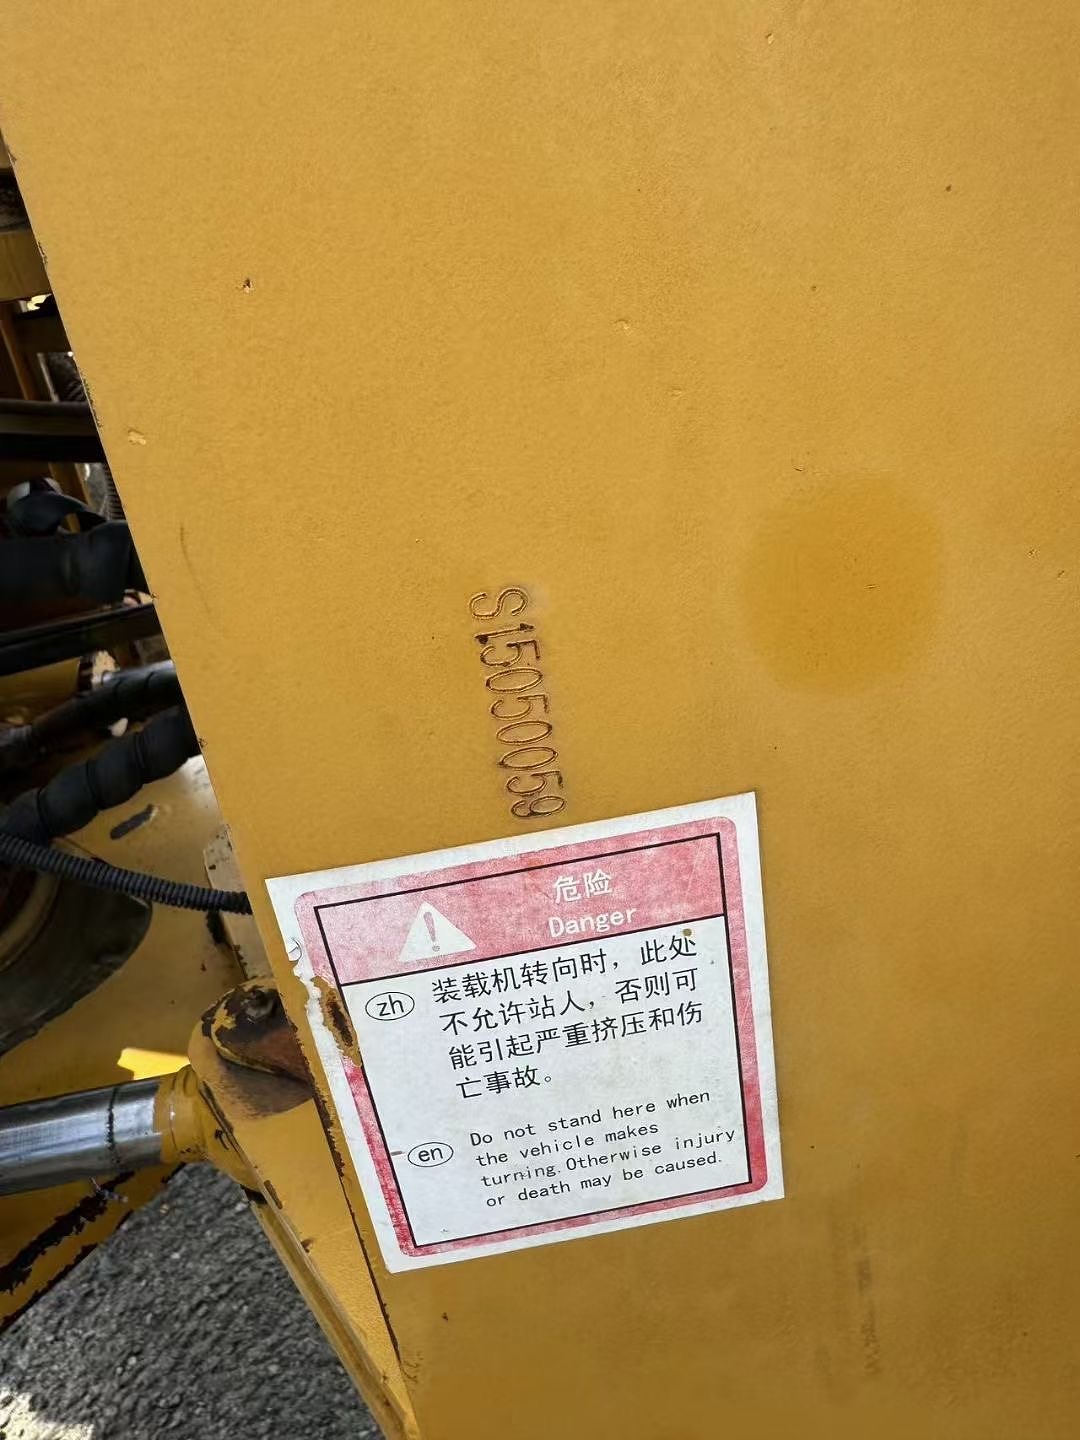 S15050059
危险
Danger
zh 装载机转向时，此处
不允许站人，否则可
能引起严重挤压和伤
亡事故。
en Do not stand here when
the vehicle makes
turning.Otherwise injury
or death may be caused.